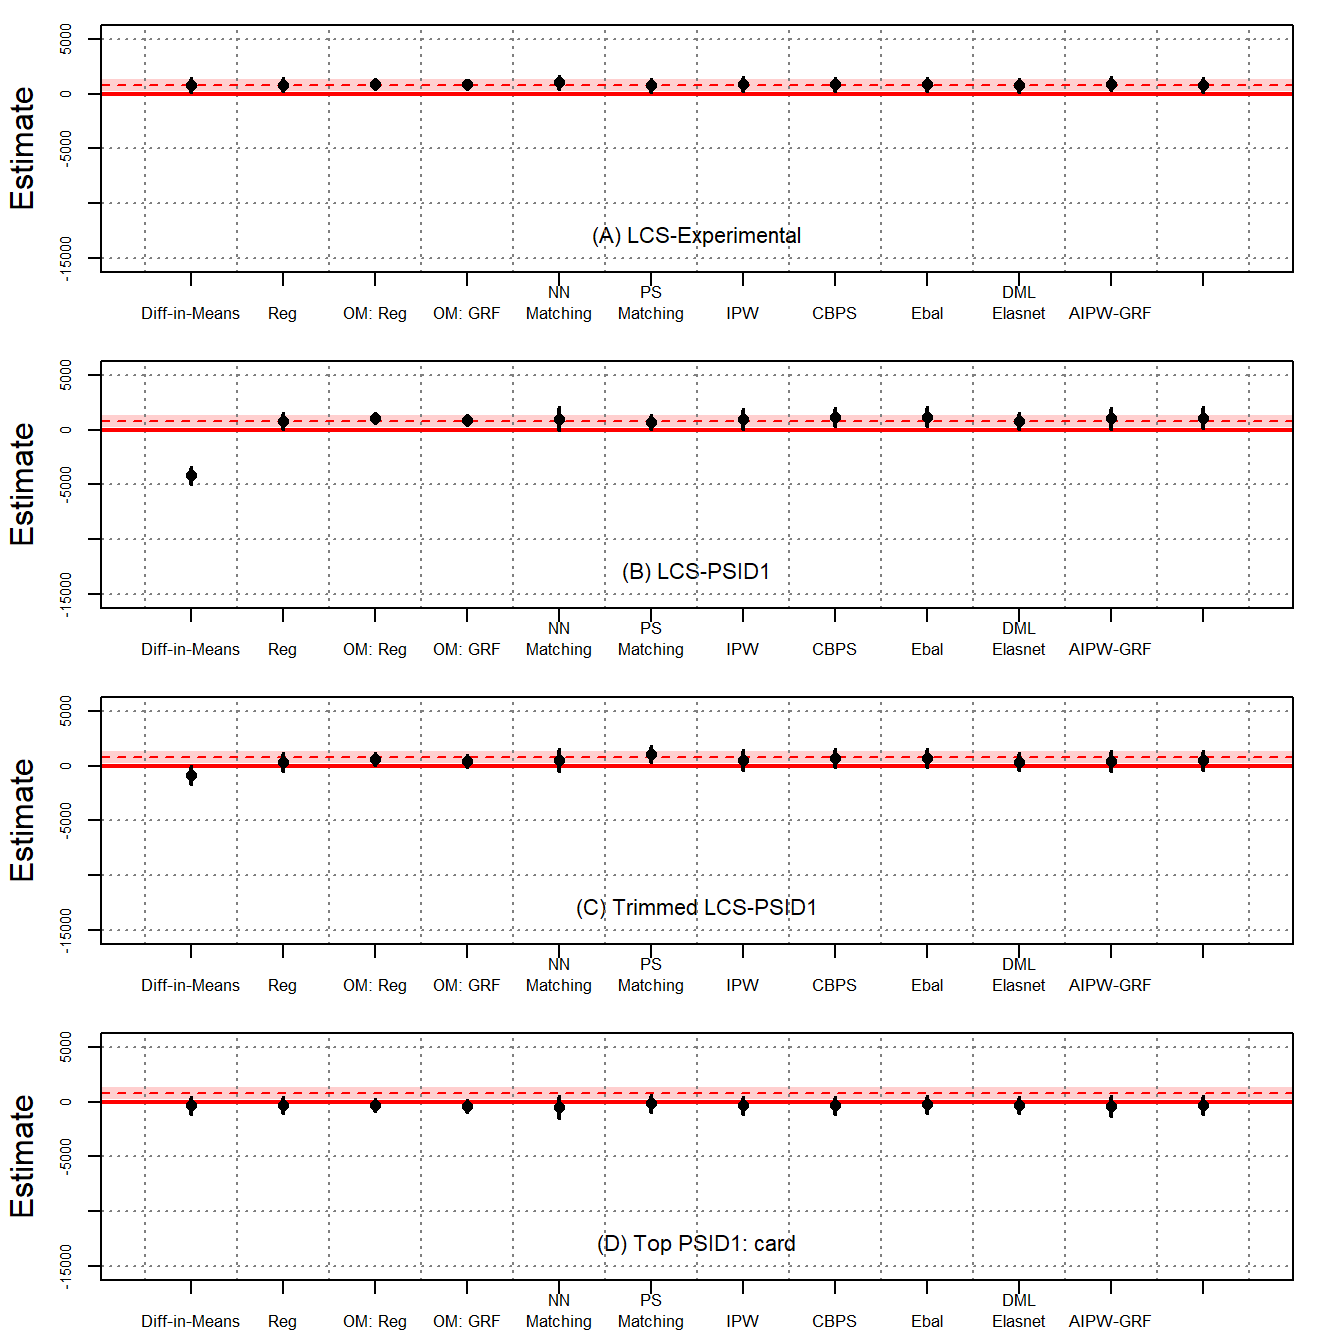 5000
0
-5000
-15000
Estimate
(A) LCS-Experimental
Diff-in-Means Reg OM: Reg OM: GRF NN Matching PS Matching IPW CBPS Ebal DML Elasnet AIPW-GRF
5000
0
-5000
-15000
Estimate
(B) LCS-PSID1
Diff-in-Means Reg OM: Reg OM: GRF NN Matching PS Matching IPW CBPS Ebal DML Elasnet AIPW-GRF
5000
0
-5000
-15000
Estimate
(C) Trimmed LCS-PSID1
Diff-in-Means Reg OM: Reg OM: GRF NN Matching PS Matching IPW CBPS Ebal DML Elasnet AIPW-GRF
5000
0
-5000
-15000
Estimate
(D) Top PSID1: card
Diff-in-Means Reg OM: Reg OM: GRF NN Matching PS Matching IPW CBPS Ebal DML Elasnet AIPW-GRF